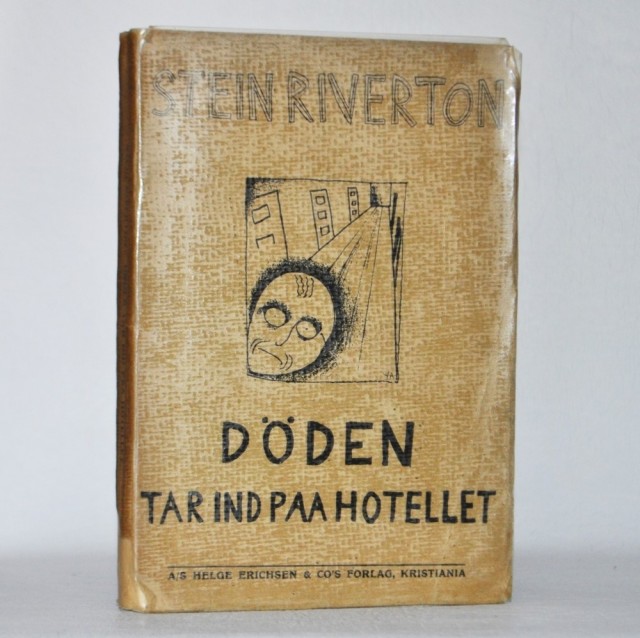 STEIN RIVERTON
DÖDEN
TAR IND PAA HOTELLET
A/S HELGE ERICHSEN & CO'S FORLAG, KRISTIANIA